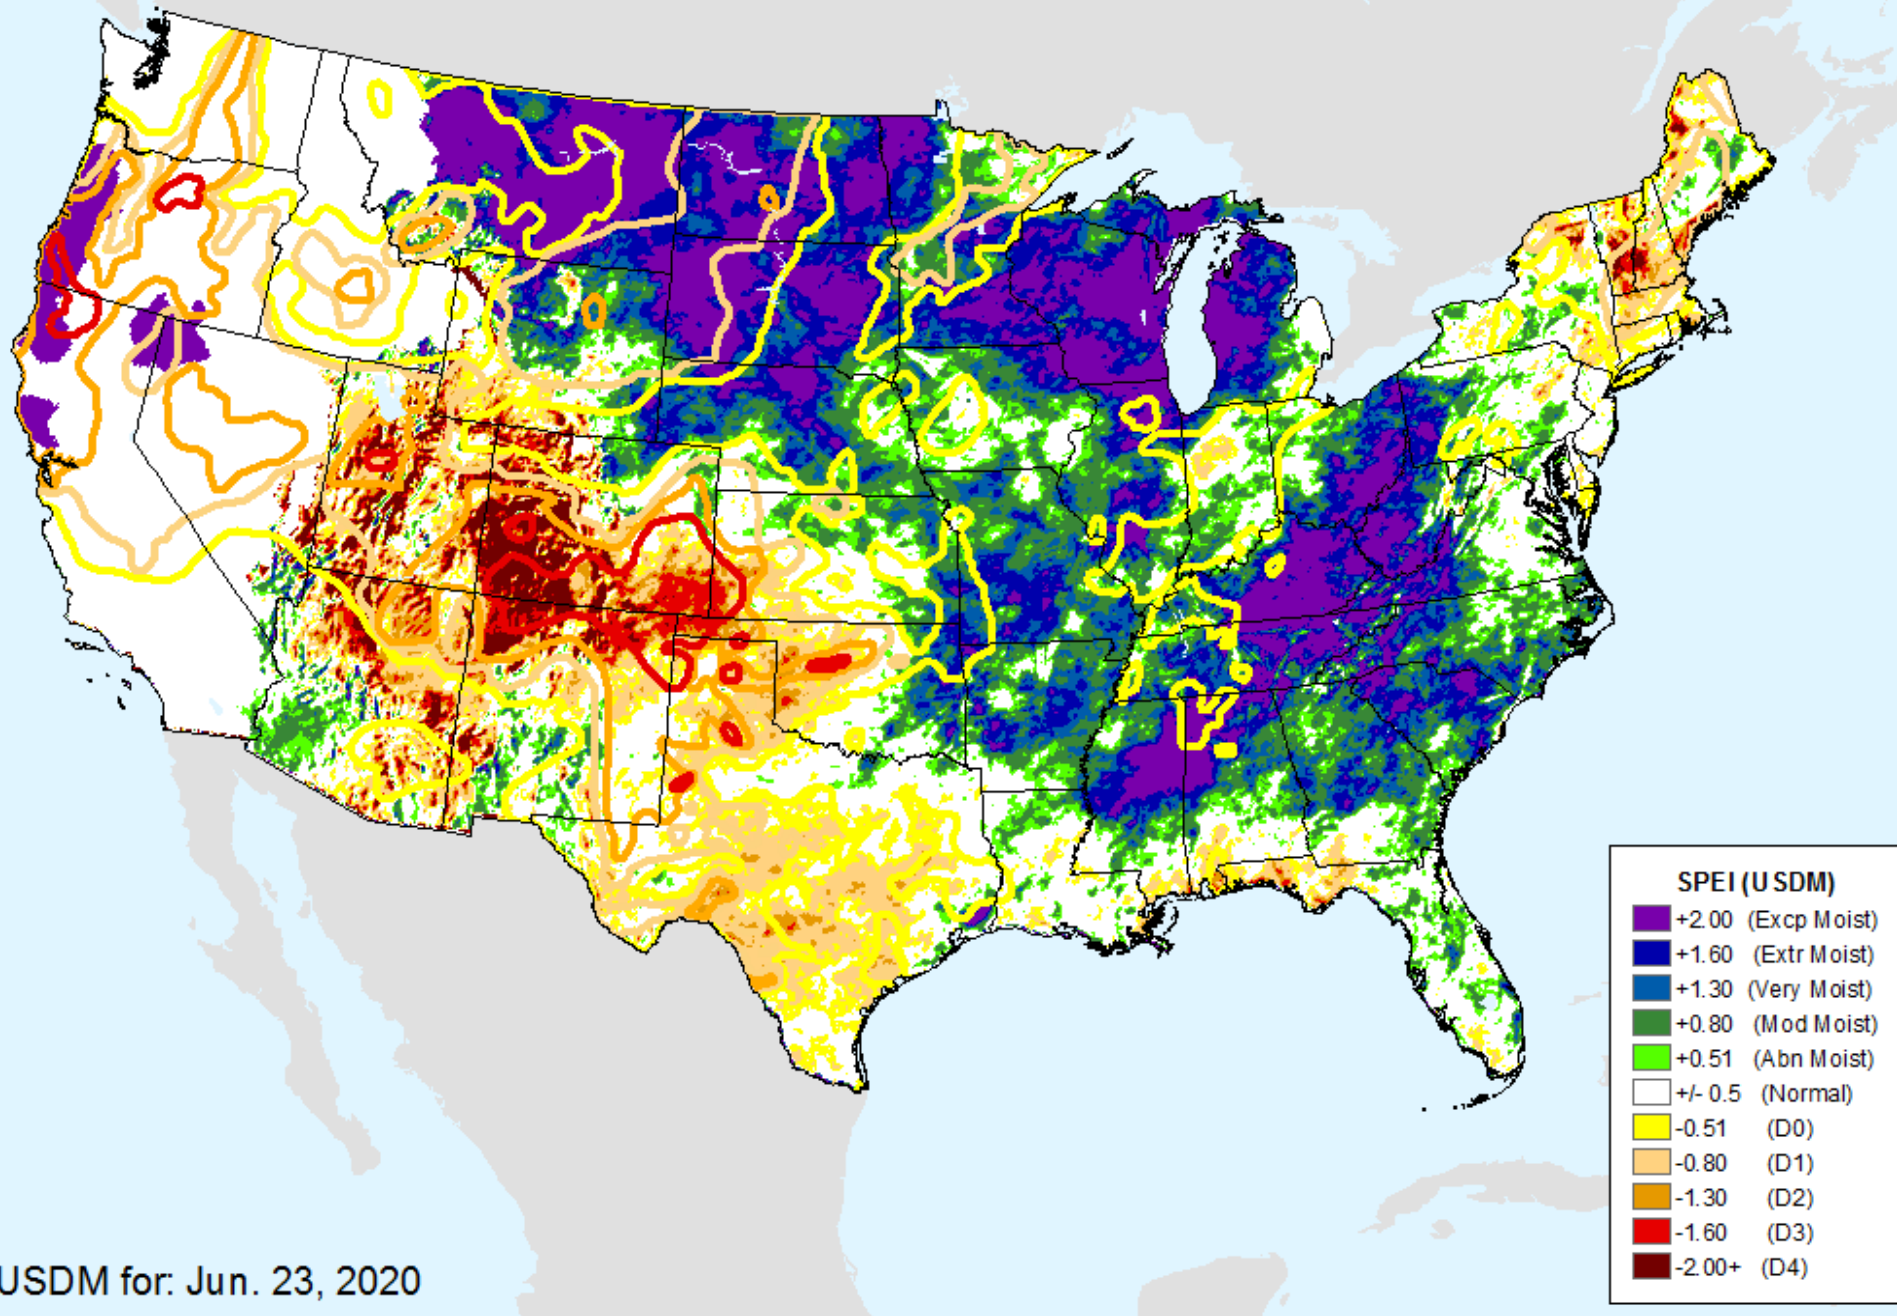 SPEI (USDM)
+2.00 (Excp Moist)
+1.60 (Extr Moist)
+1.30 (Very Moist)
+0.80 (Mod Moist)
+0.51 (Abn Moist)
+/- 0.5 (Normal)
-0.51 (D0)
-0.80 (D1)
-1.30 (D2)
-1.60 (D3)
-2.00+ (D4)
USDM for: Jun. 23, 2020